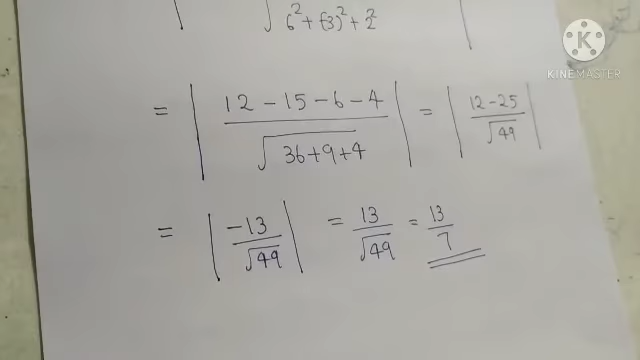 √6²+(-3)²+2²
KINEMASTER
= |12-15-6-4/√36+9+4| = |12-25/√49|
= |-13/√49| = 13/√49 = 13/7